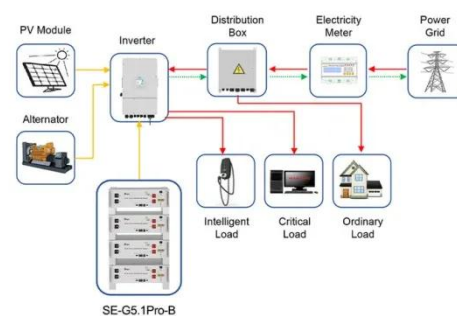 PV Module
Inverter
Distribution
Box
Electricity
Meter
Power
Grid
Alternator
Intelligent
Load
Critical
Load
Ordinary
Load
SE-G5.1Pro-B